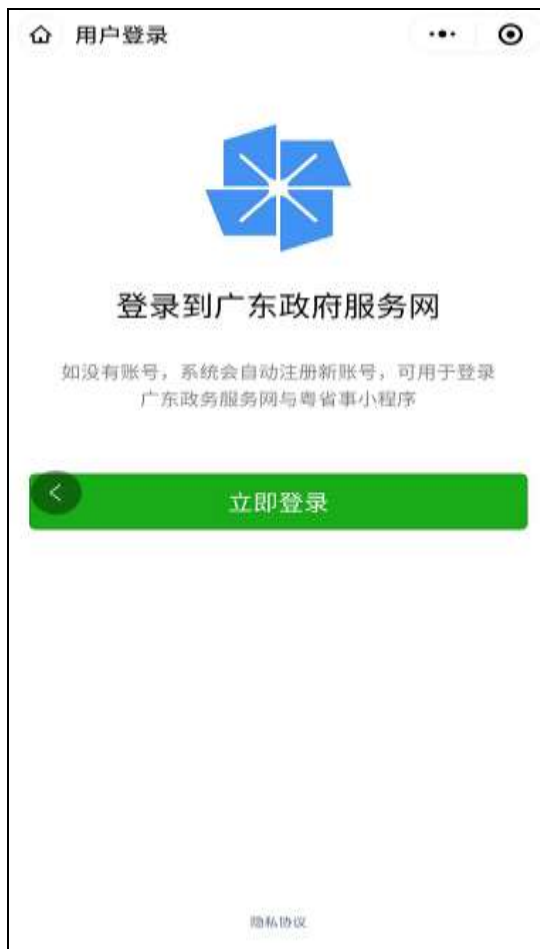 用户登录
登录到广东政府服务网
如没有账号，系统会自动注册新账号，可用于登录
广东政务服务网与粤省事小程序
立即登录
隐私协议